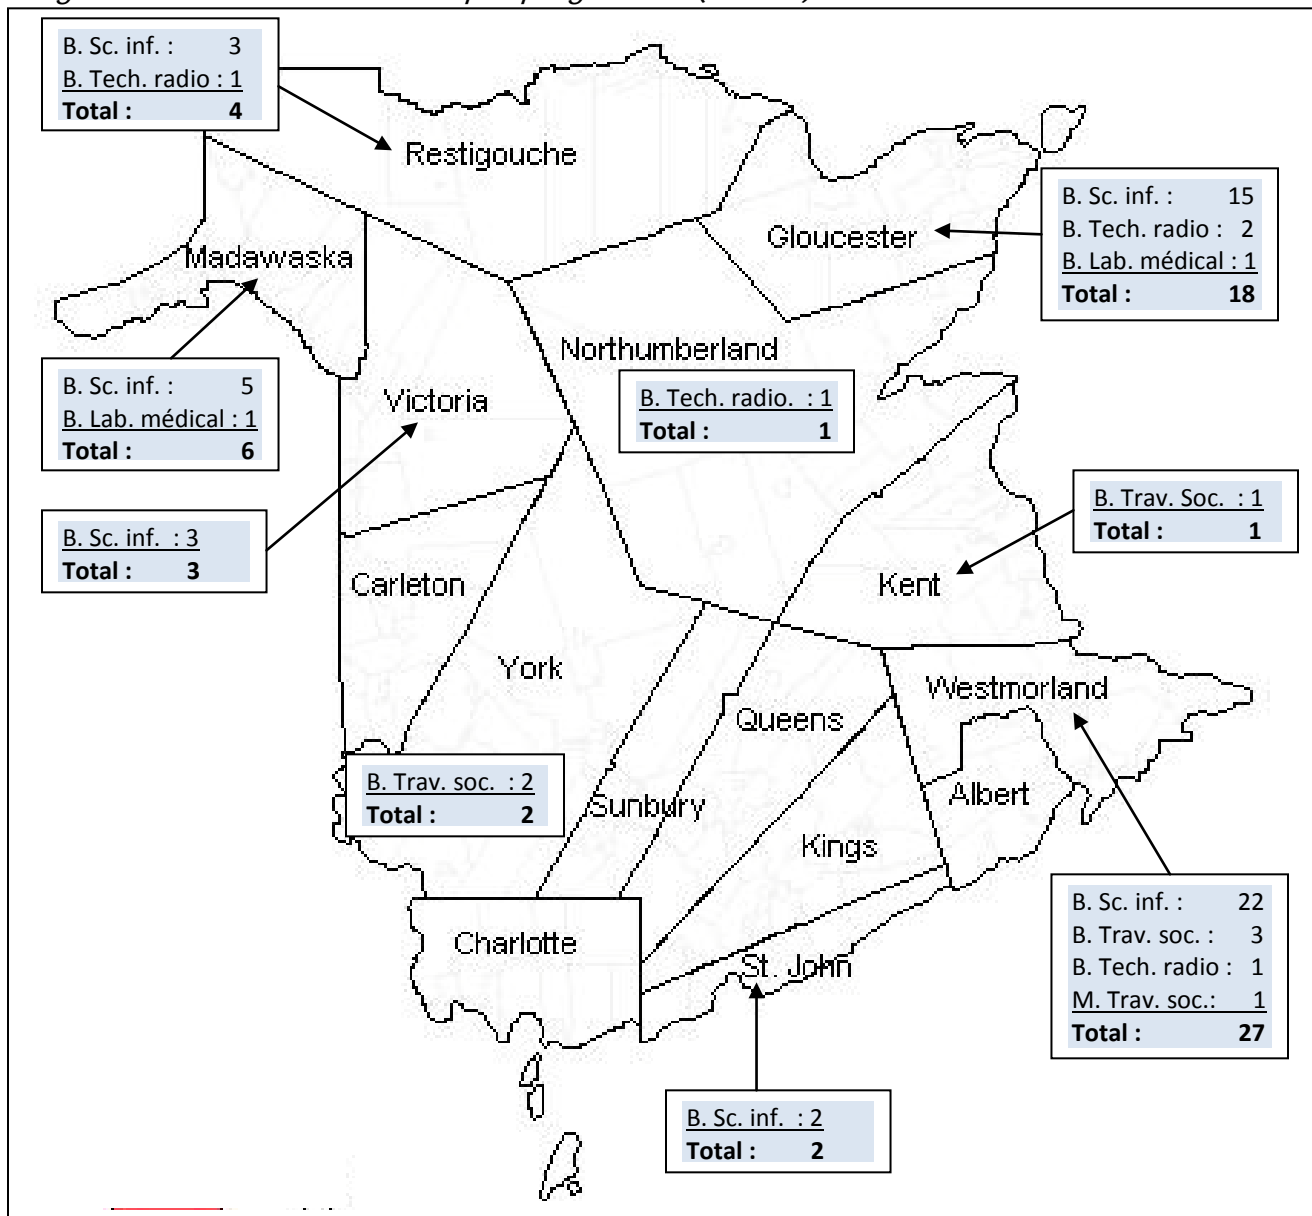 B. Sc. inf. : 3
B. Tech. radio : 1
Total : 4
Restigouche
B. Sc. inf. : 15
B. Tech. radio : 2
B. Lab. médical : 1
Total : 18
Gloucester
Madawaska
B. Sc. inf. : 5
B. Lab. médical : 1
Total : 6
Northumberland
B. Tech. radio. : 1
Total : 1
Victoria
B. Sc. inf. : 3
Total : 3
B. Trav. Soc. : 1
Total : 1
Carleton
Kent
York
Westmorland
Queens
B. Trav. soc. : 2
Total : 2
Sunbury
Albert
Kings
B. Sc. inf. : 22
B. Trav. soc. : 3
B. Tech. radio : 1
M. Trav. soc.: 1
Total : 27
Charlotte
St. John
B. Sc. inf. : 2
Total : 2